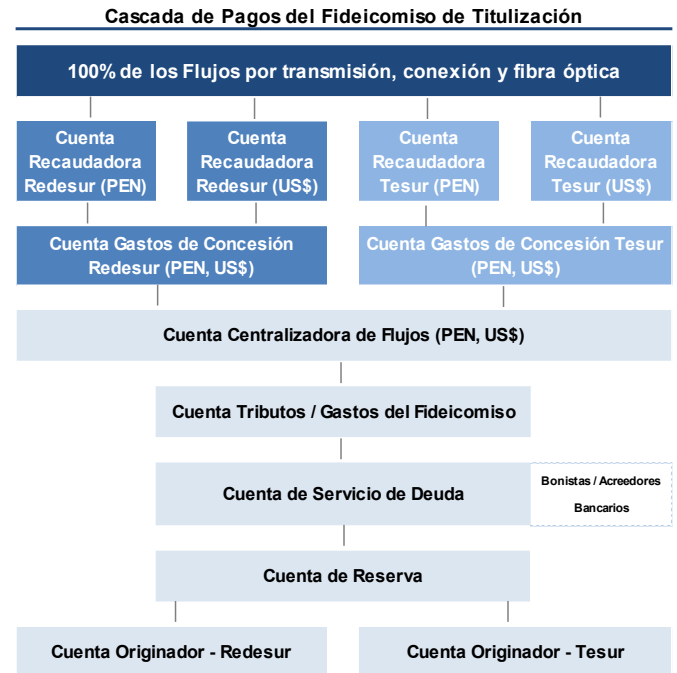 Cascada de Pagos del Fideicomiso de Titulización
100% de los Flujos por transmisión, conexión y fibra óptica
Cuenta
Recaudadora
Redesur (PEN)
Cuenta
Recaudadora
Redesur (US$)
Cuenta
Recaudadora
Tesur (PEN)
Cuenta
Recaudadora
Tesur (US$)
Cuenta Gastos de Concesión
Redesur (PEN, US$)
Cuenta Gastos de Concesión Tesur
(PEN, US$)
Cuenta Centralizadora de Flujos (PEN, US$)
Cuenta Tributos / Gastos del Fideicomiso
Cuenta de Servicio de Deuda
Bonistas / Acreedores
Bancarios
Cuenta de Reserva
Cuenta Originador - Redesur
Cuenta Originador - Tesur